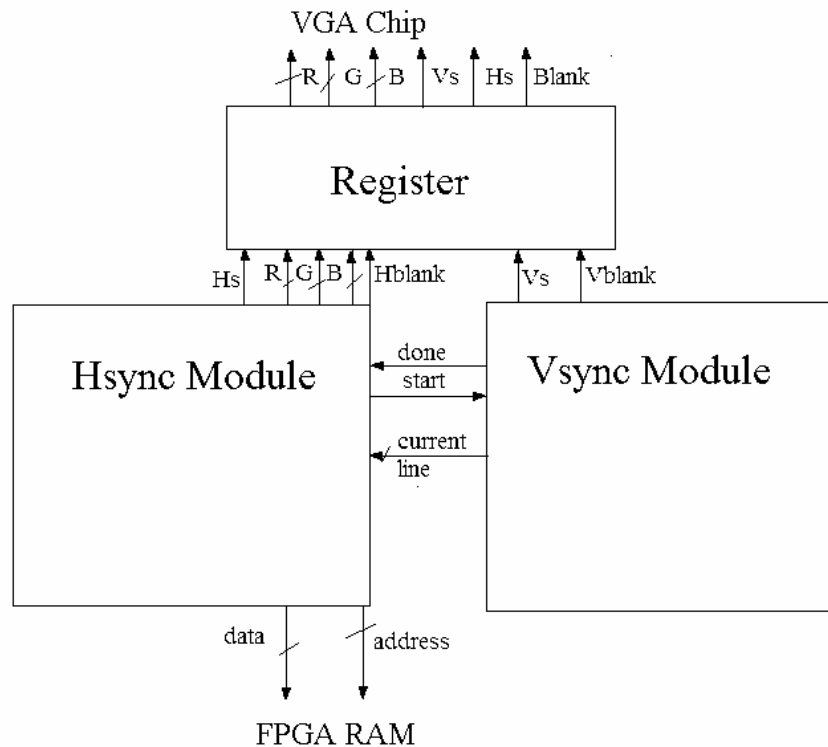 VGA Chip
R G B Vs Hs Blank
Register
Hs R G B Hblank Vs Vblank
Hsync Module
done
start
current
line
Vsync Module
data
address
FPGA RAM